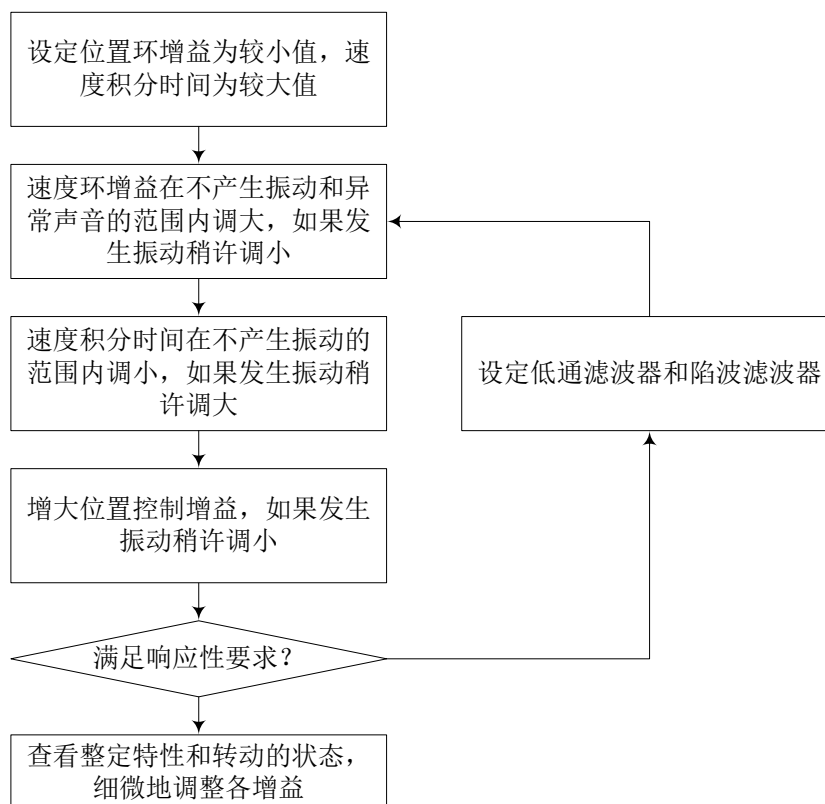 设定位置环增益为较小值，速
度积分时间为较大值
速度环增益在不产生振动和异
常声音的范围内调大，如果发
生振动稍许调小
速度积分时间在不产生振动的
范围内调小，如果发生振动稍
许调大
设定低通滤波器和陷波滤波器
增大位置控制增益，如果发生
振动稍许调小
满足响应性要求？
查看整定特性和转动的状态，
细微地调整各增益